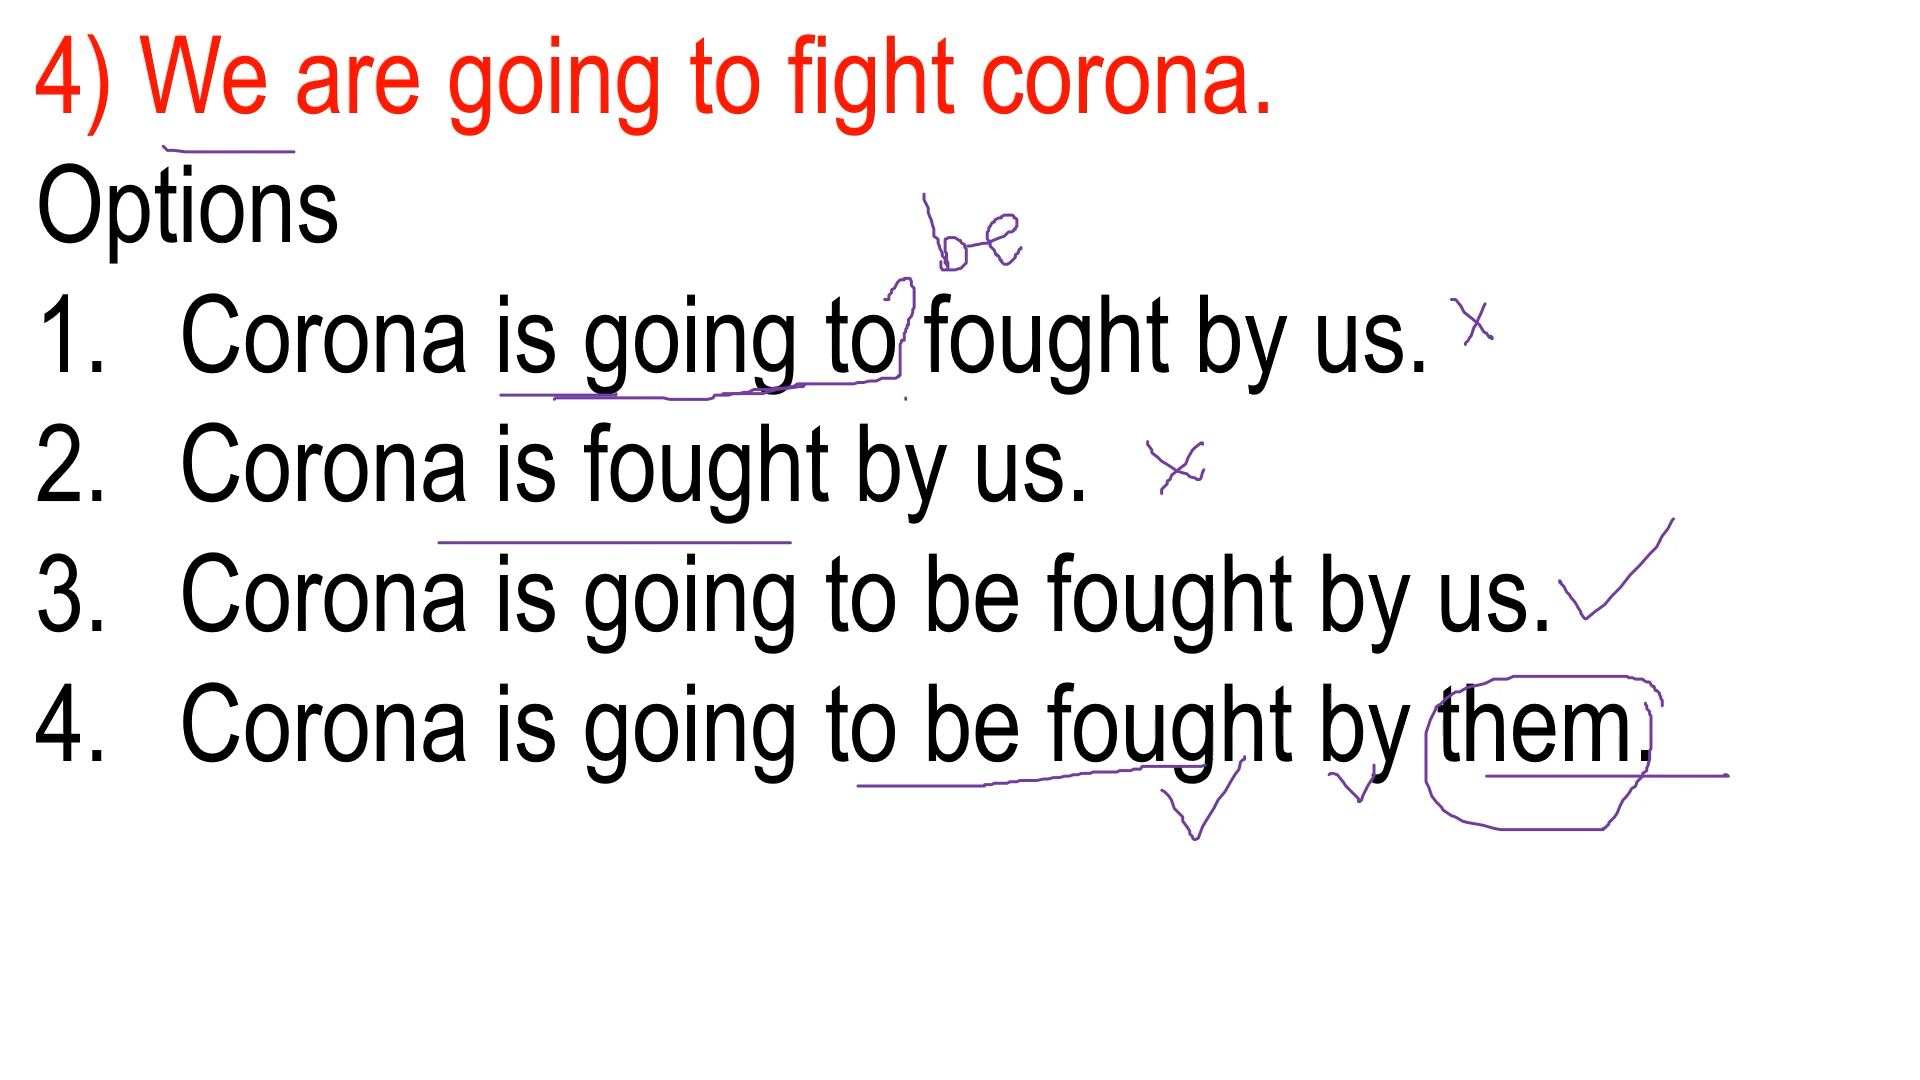 4) We are going to fight corona.
Options
be
1. Corona is going to fought by us.
2. Corona is fought by us.
3. Corona is going to be fought by us.
4. Corona is going to be fought by them.